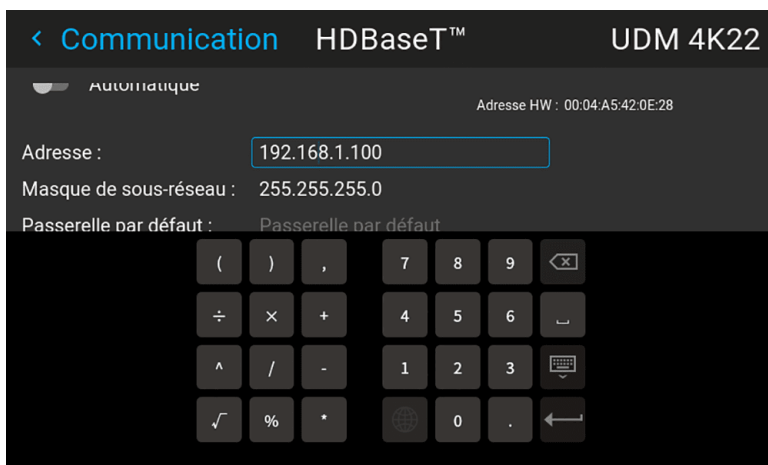 < Communication HDBaseT™ UDM 4K22
Automatique
Adresse HW : 00:04:A5:42:0E:28
Adresse : 192.168.1.100
Masque de sous-réseau : 255.255.255.0
Passerelle par défaut : Passerelle par défaut
( ) , 7 8 9
÷ × + 4 5 6
^ / - 1 2 3
√ % * 0 .